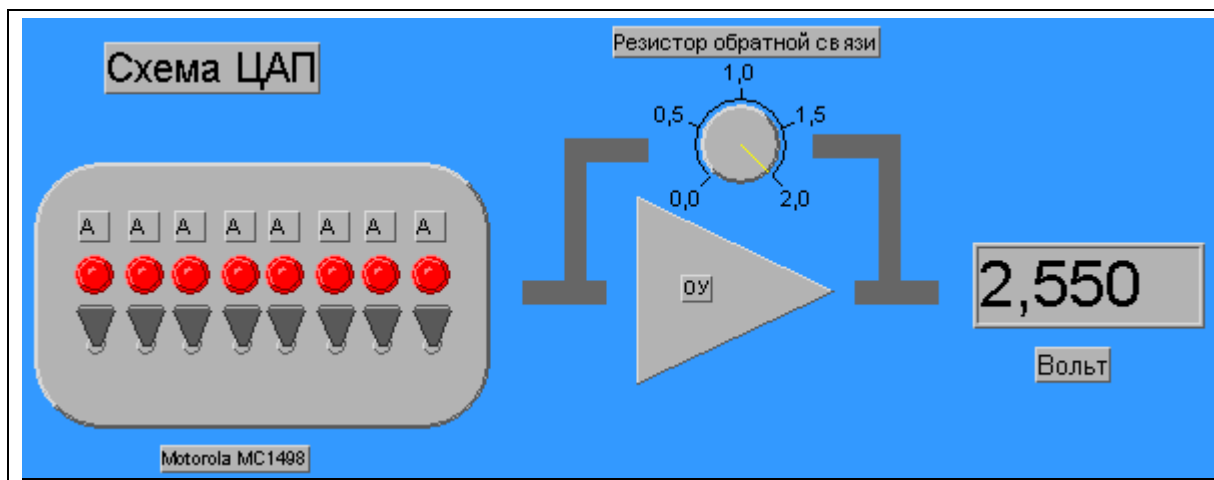 Схема ЦАП
Резистор обратной связи
1,0
0,5
1,5
0,0
2,0
А А А А А А А А
ОУ
2,550
Вольт
Motorola MC1498